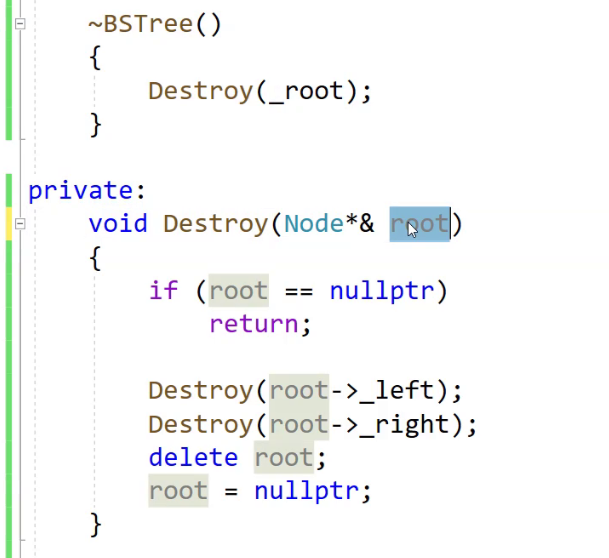 ~BSTree()
{
Destroy(_root);
}
private:
void Destroy(Node*& root)
{
if (root == nullptr)
return;
Destroy(root->_left);
Destroy(root->_right);
delete root;
root = nullptr;
}